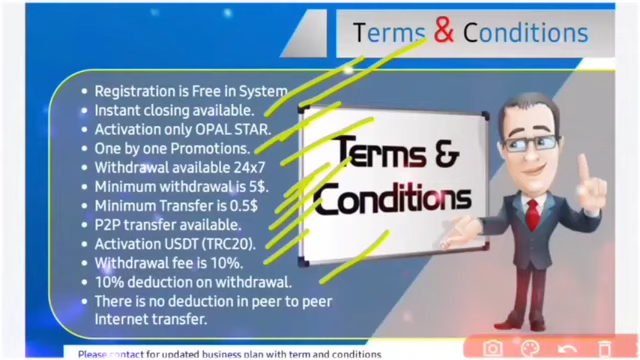 Terms & Conditions
• Registration is Free in System
• Instant closing available.
• Activation only OPAL STAR.
• One by one Promotions.
• Withdrawal available 24x7
• Minimum withdrawal is 5$.
• Minimum Transfer is 0.5$
• P2P transfer available.
• Activation USDT (TRC20).
• Withdrawal fee is 10%.
• 10% deduction on withdrawal.
• There is no deduction in peer to peer
Internet transfer.
Terms &
Conditions
Please contact for updated business plan with term and conditions